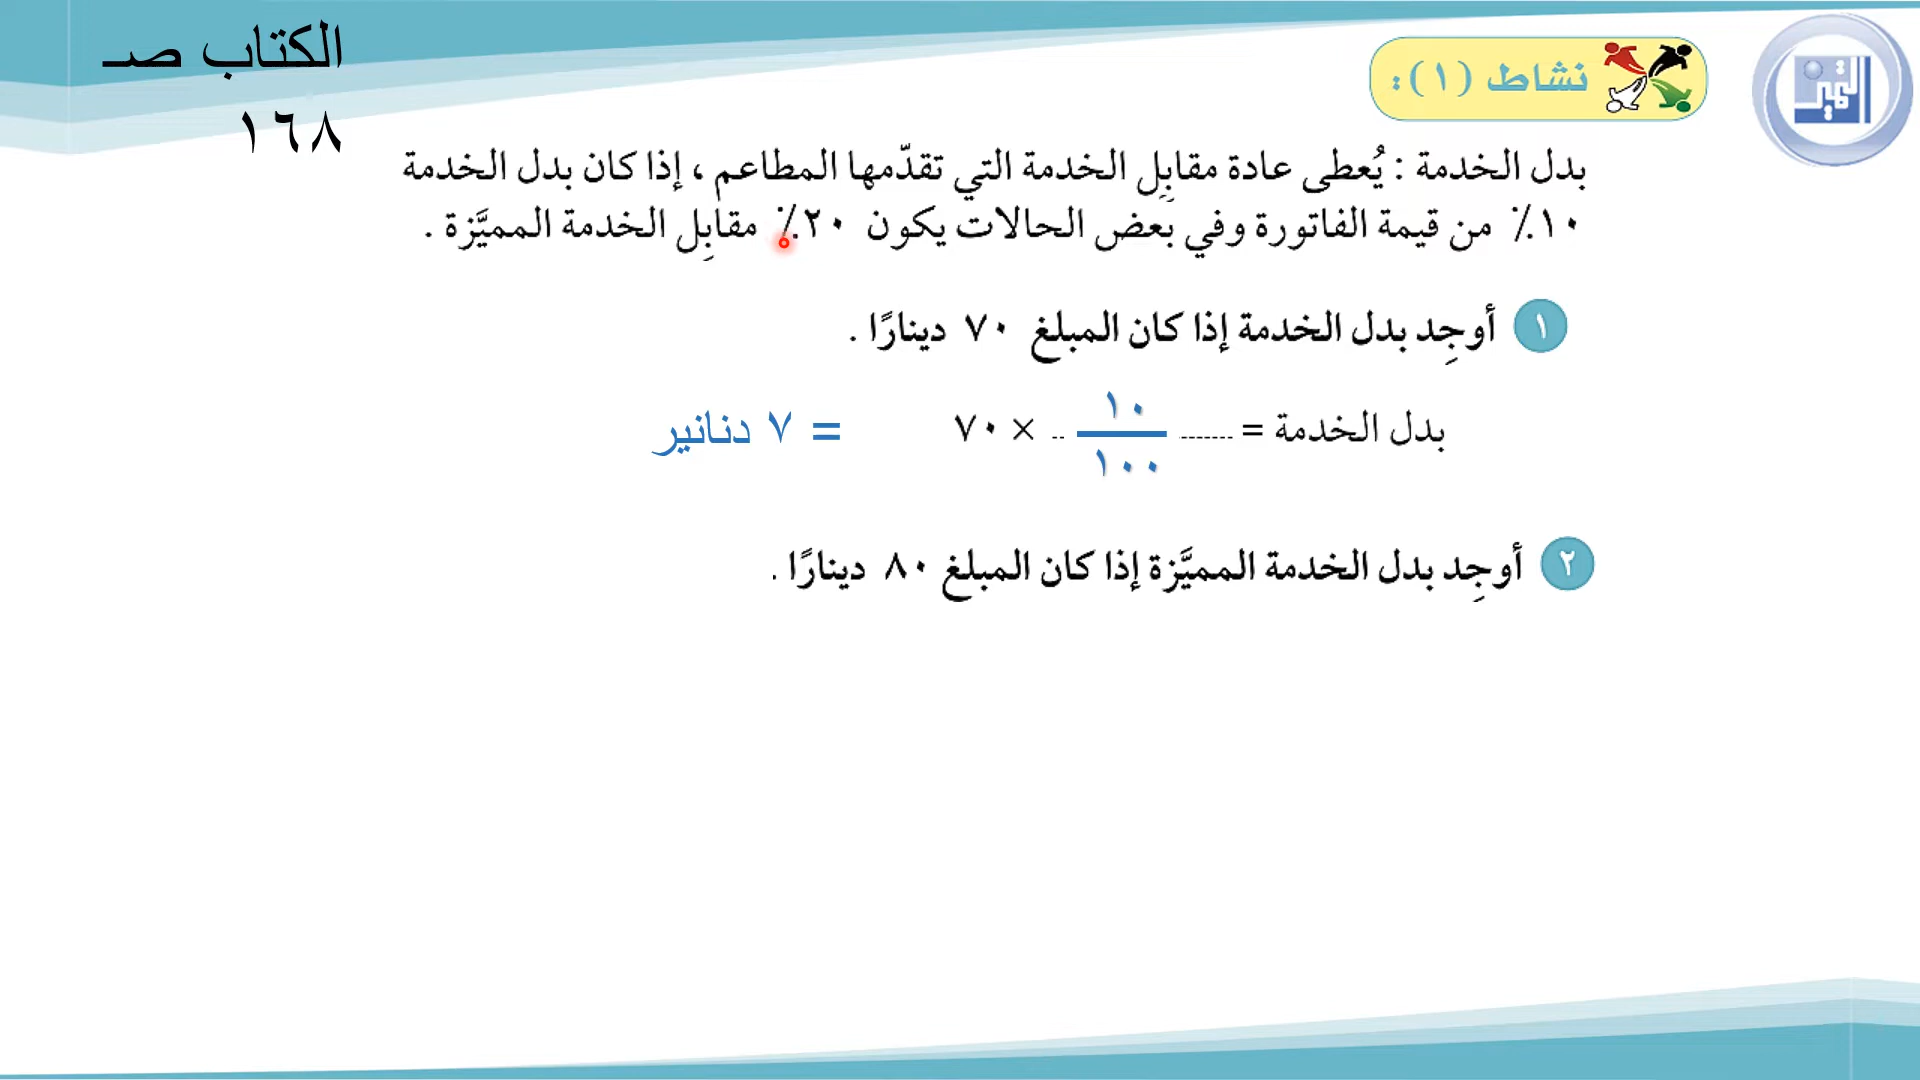 الكتاب صـ
١٦٨
التميز
نشاط (١) :
بدل الخدمة : يُعطى عادة مقابِل الخدمة التي تقدّمها المطاعم ، إذا كان بدل الخدمة
١٠٪ من قيمة الفاتورة وفي بعض الحالات يكون ٢٠٪ مقابِل الخدمة المميَّزة .
١ أوجِد بدل الخدمة إذا كان المبلغ ٧٠ دينارًا .
بدل الخدمة = ....... ١٠/١٠٠ .. × ٧٠ = ٧ دنانير
٢ أوجِد بدل الخدمة المميَّزة إذا كان المبلغ ٨٠ دينارًا .